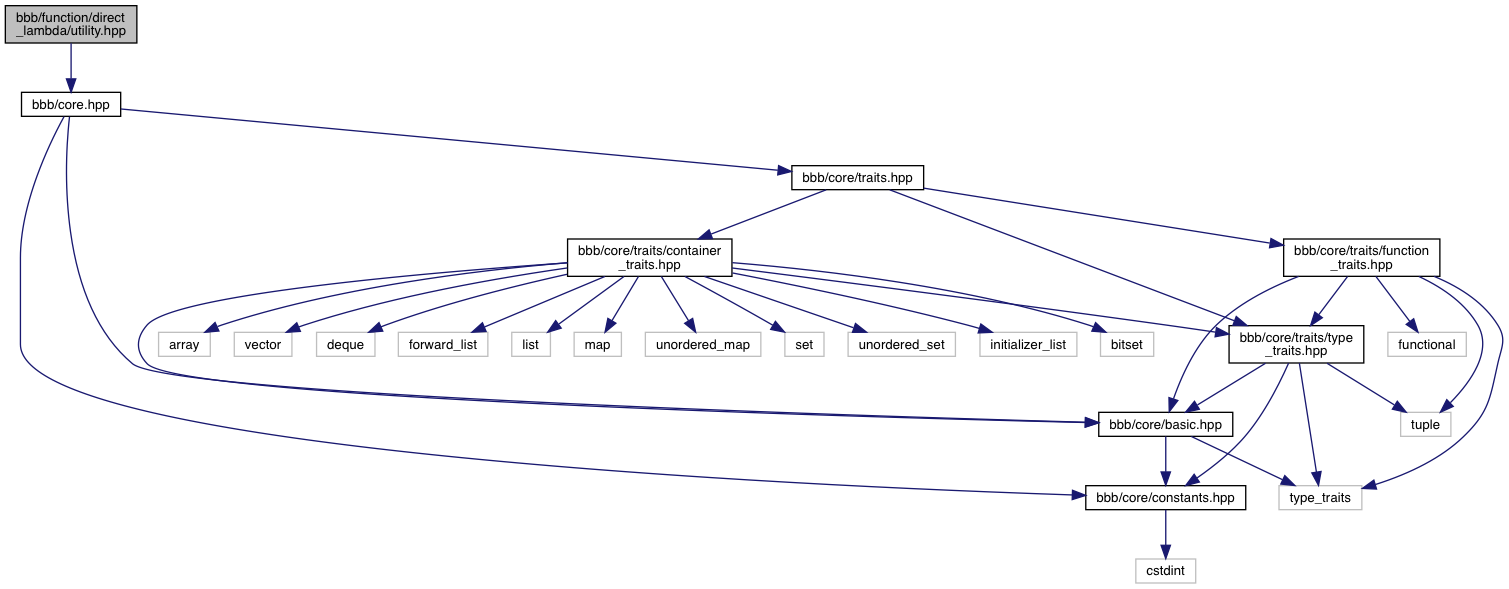 bbb/function/direct
_lambda/utility.hpp
bbb/core.hpp
bbb/core/traits.hpp
bbb/core/traits/container
_traits.hpp
bbb/core/traits/function
_traits.hpp
array
vector
deque
forward_list
list
map
unordered_map
set
unordered_set
initializer_list
bitset
bbb/core/traits/type
_traits.hpp
functional
bbb/core/basic.hpp
tuple
bbb/core/constants.hpp
type_traits
cstdint